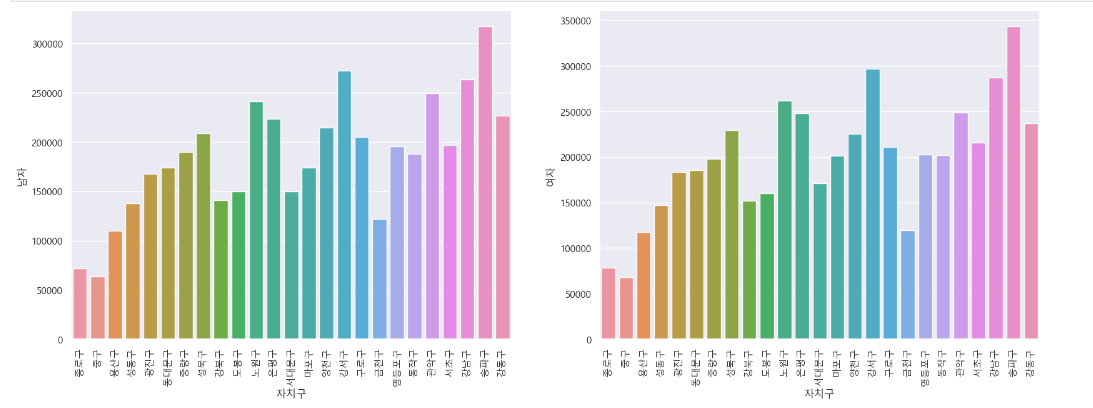 300000
250000
200000
150000
100000
50000
0
남자
종로구
중구
용산구
성동구
광진구
동대문구
중랑구
성북구
강북구
도봉구
노원구
은평구
서대문구
마포구
양천구
강서구
구로구
금천구
영등포구
동작구
관악구
서초구
강남구
송파구
강동구
자치구
350000
300000
250000
200000
150000
100000
50000
0
여자
종로구
중구
용산구
성동구
광진구
동대문구
중랑구
성북구
강북구
도봉구
노원구
은평구
서대문구
마포구
양천구
강서구
구로구
금천구
영등포구
동작구
관악구
서초구
강남구
송파구
강동구
자치구